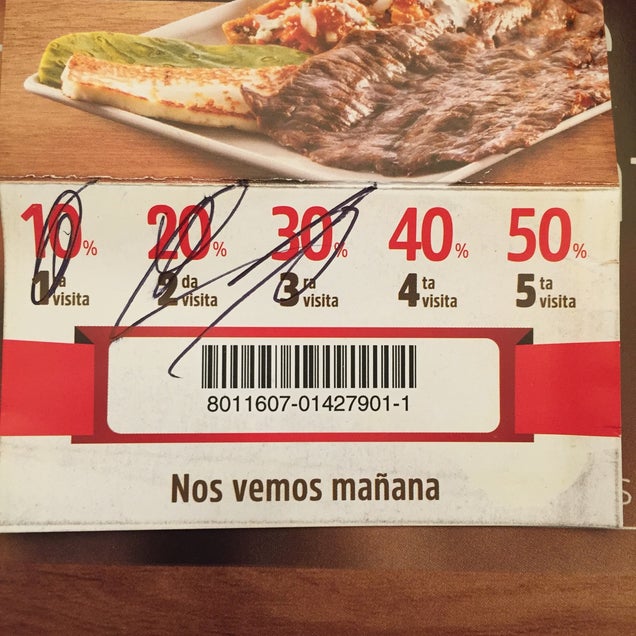 10% 20% 30% 40% 50%
1a visita 2da visita 3ra visita 4ta visita 5ta visita
8011607-01427901-1
Nos vemos mañana
S